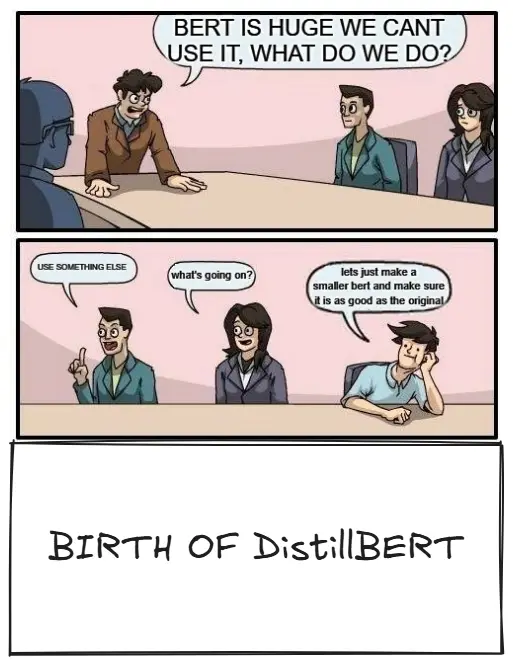 BERT IS HUGE WE CANT
USE IT, WHAT DO WE DO?
USE SOMETHING ELSE
what's going on?
lets just make a
smaller bert and make sure
it is as good as the original
BIRTH OF DistillBERT